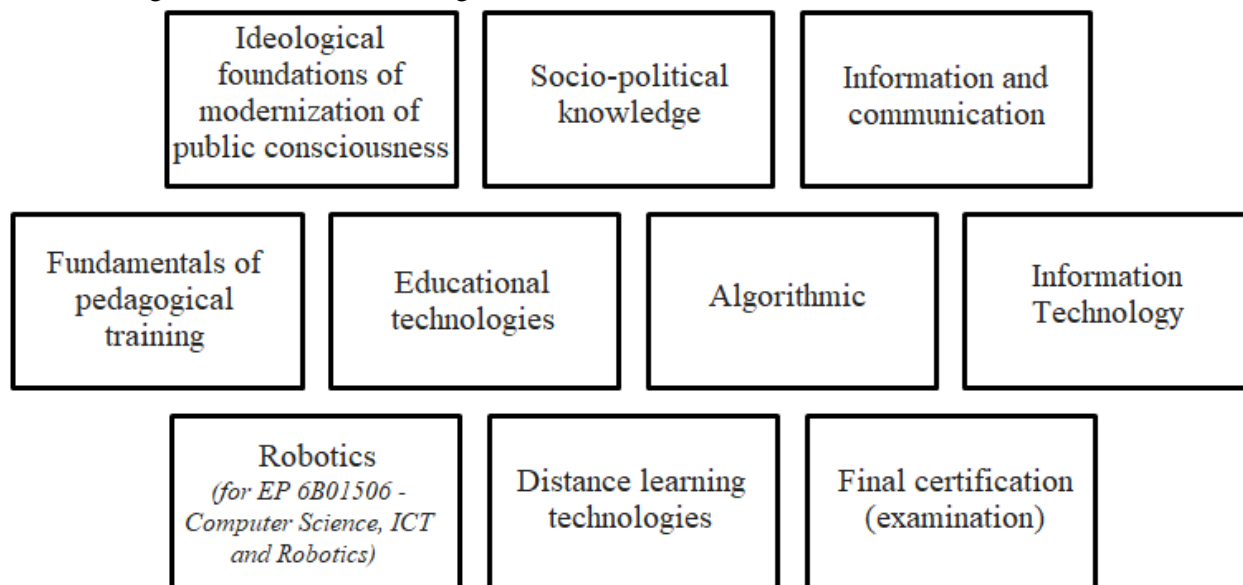 Ideological
foundations of
modernization of
public consciousness
Socio-political
knowledge
Information and
communication
Fundamentals of
pedagogical
training
Educational
technologies
Algorithmic
Information
Technology
Robotics
(for EP 6B01506 -
Computer Science, ICT
and Robotics)
Distance learning
technologies
Final certification
(examination)